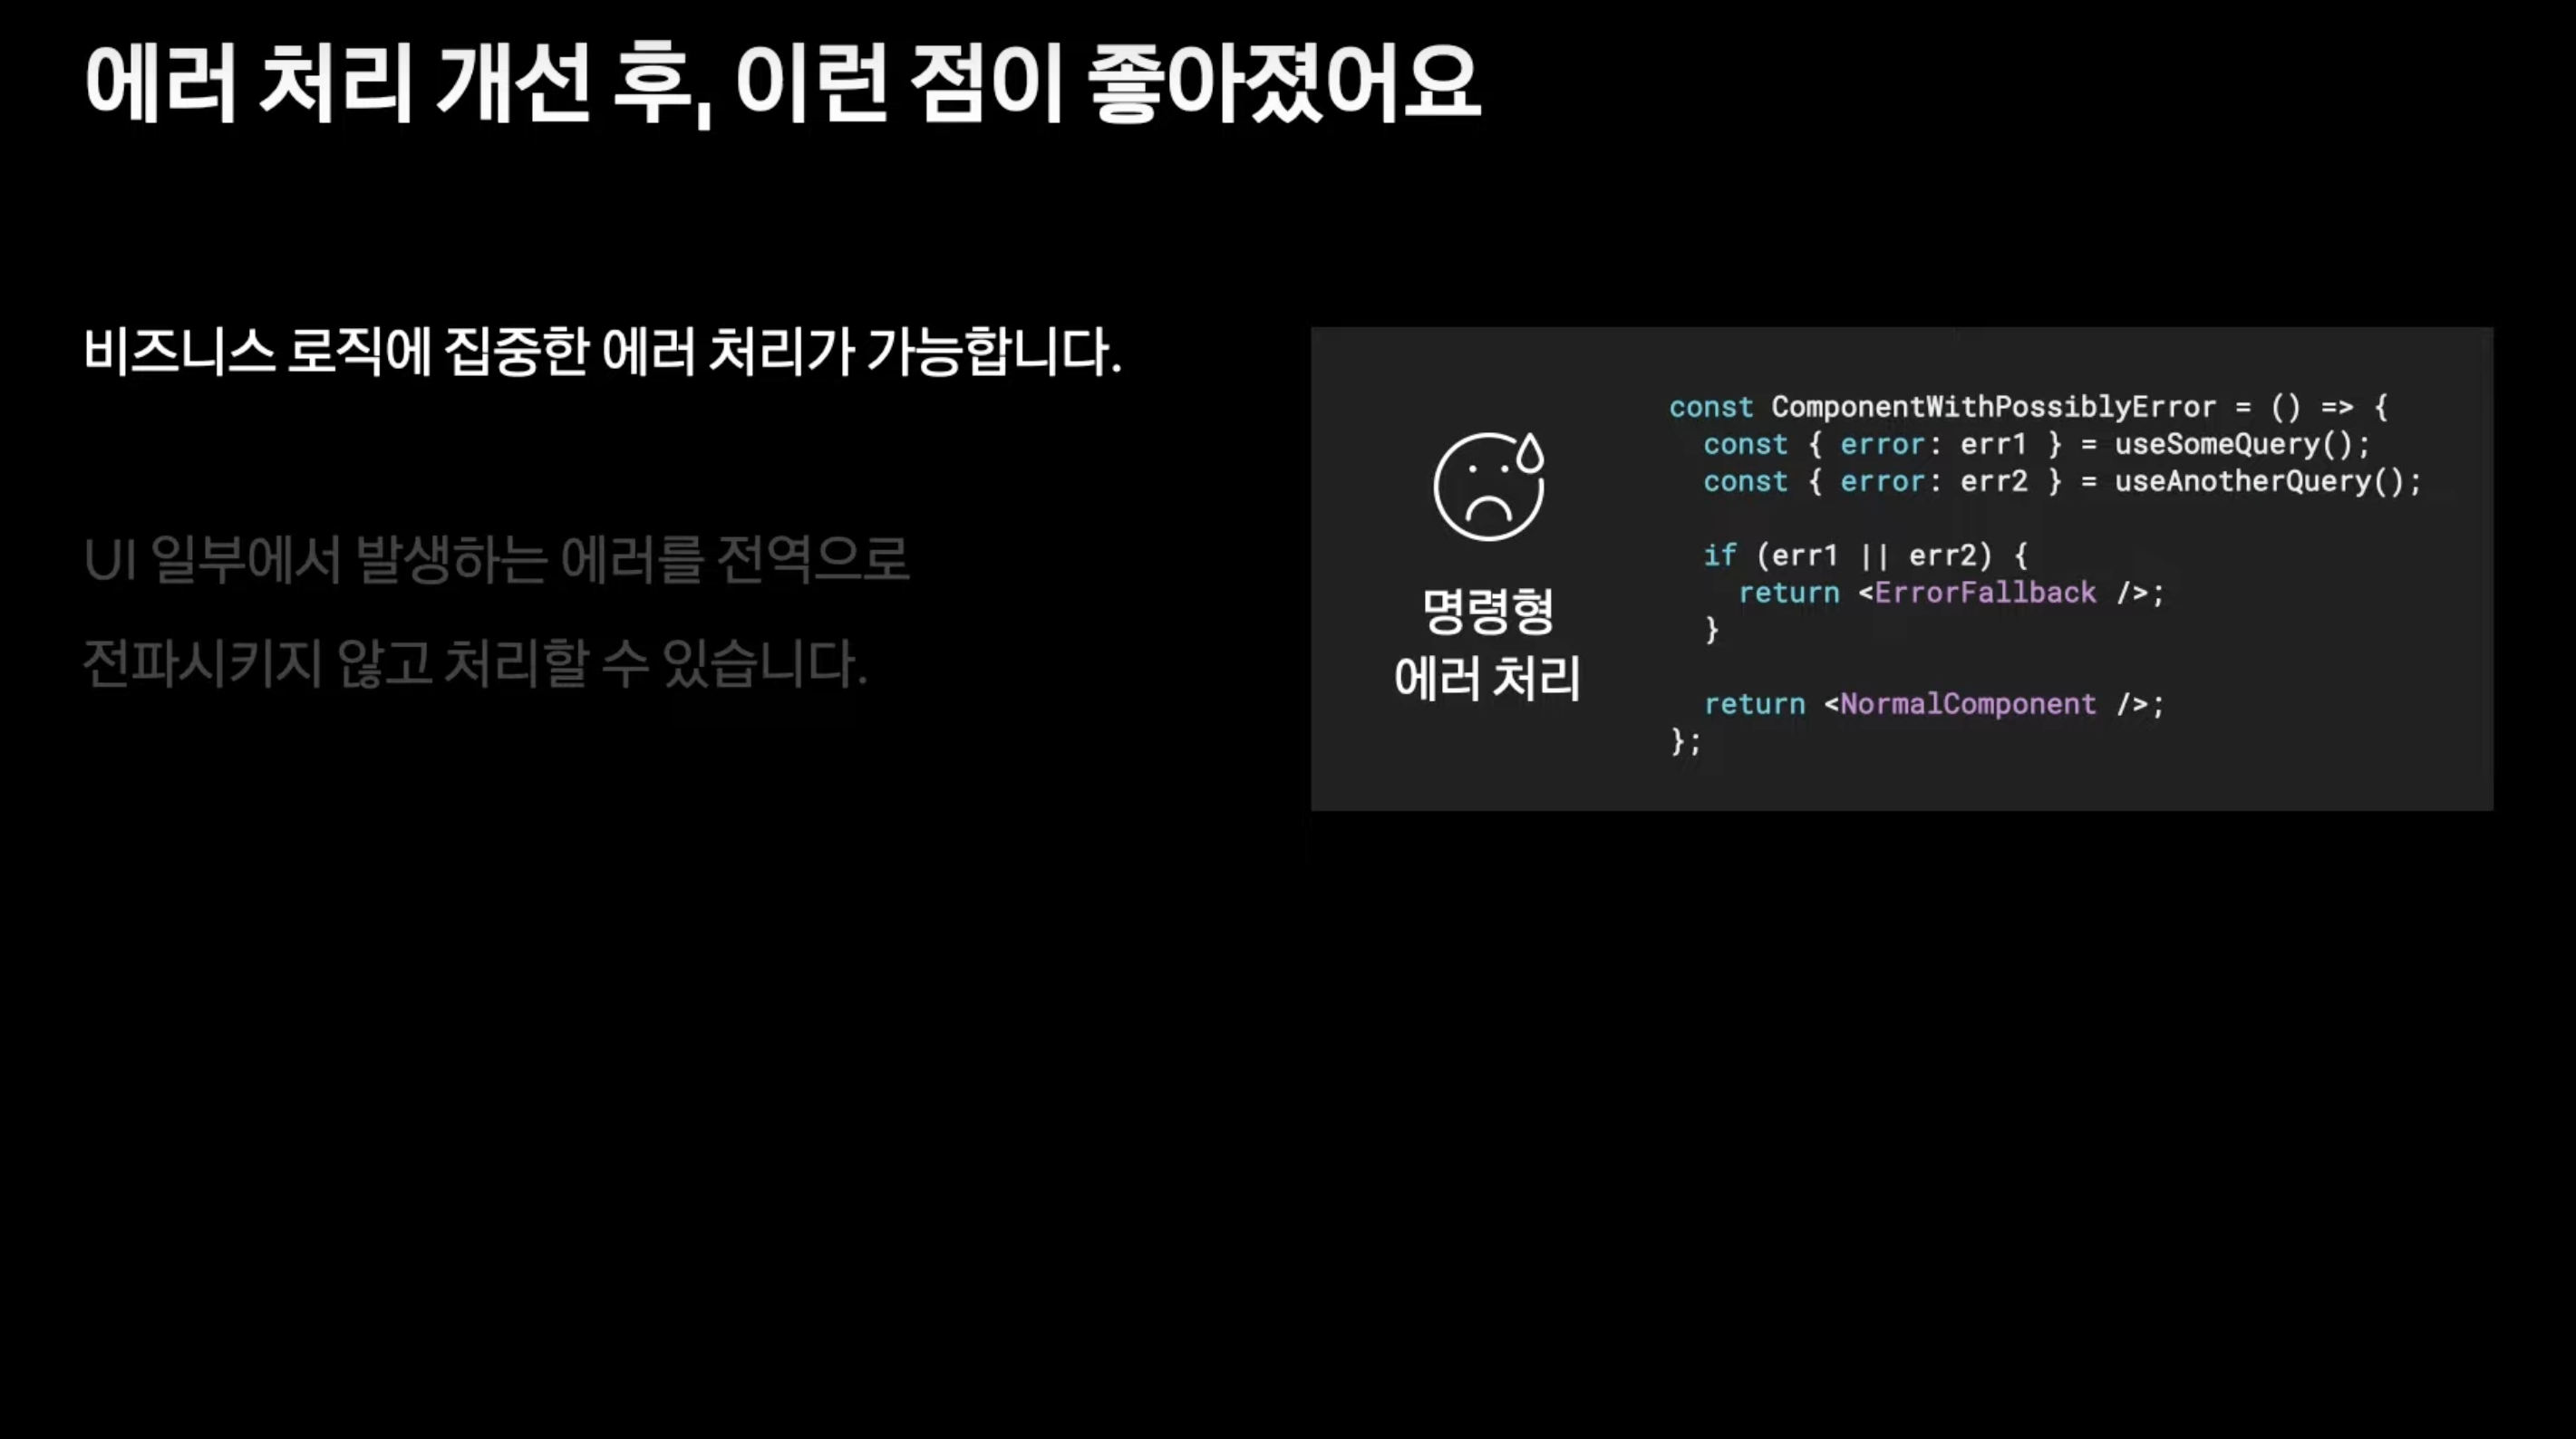 에러 처리 개선 후, 이런 점이 좋아졌어요
비즈니스 로직에 집중한 에러 처리가 가능합니다.
UI 일부에서 발생하는 에러를 전역으로
전파시키지 않고 처리할 수 있습니다.
명령형
에러 처리
const ComponentWithPossiblyError = () => {
  const { error: err1 } = useSomeQuery();
  const { error: err2 } = useAnotherQuery();
  if (err1 || err2) {
    return <ErrorFallback />;
  }
  return <NormalComponent />;
};